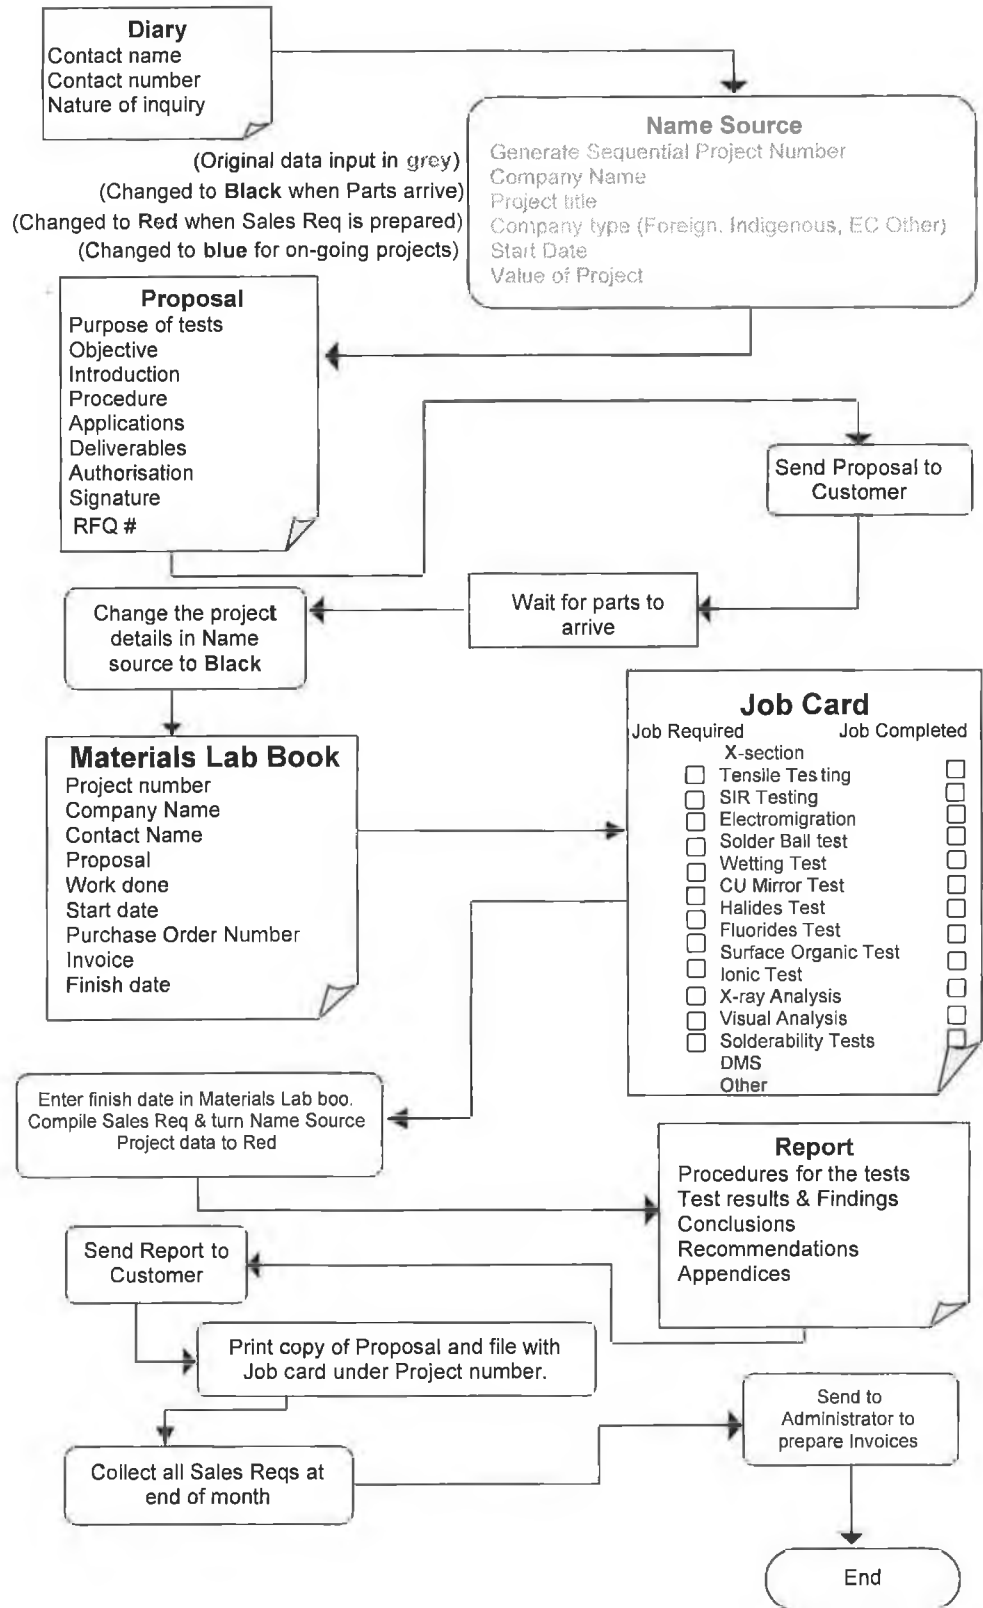 Diary
Contact name
Contact number
Nature of inquiry
Name Source
Generate Sequential Project Number
Company Name
Project title
Company type (Foreign. Indigenous, EC Other)
Start Date
Value of Project
(Original data input in grey)
(Changed to Black when Parts arrive)
(Changed to Red when Sales Req is prepared)
(Changed to blue for on-going projects)
Proposal
Purpose of tests
Objective
Introduction
Procedure
Applications
Deliverables
Authorisation
Signature
RFQ #
Send Proposal to
Customer
Wait for parts to
arrive
Change the project
details in Name
source to Black
Materials Lab Book
Project number
Company Name
Contact Name
Proposal
Work done
Start date
Purchase Order Number
Invoice
Finish date
Job Card
Job Required Job Completed
X-section
Tensile Testing
SIR Testing
Electromigration
Solder Ball test
Wetting Test
CU Mirror Test
Halides Test
Fluorides Test
Surface Organic Test
Ionic Test
X-ray Analysis
Visual Analysis
Solderability Tests
DMS
Other
Enter finish date in Materials Lab boo.
Compile Sales Req & turn Name Source
Project data to Red
Report
Procedures for the tests
Test results & Findings
Conclusions
Recommendations
Appendices
Send Report to
Customer
Print copy of Proposal and file with
Job card under Project number.
Collect all Sales Reqs at
end of month
Send to
Administrator to
prepare Invoices
End